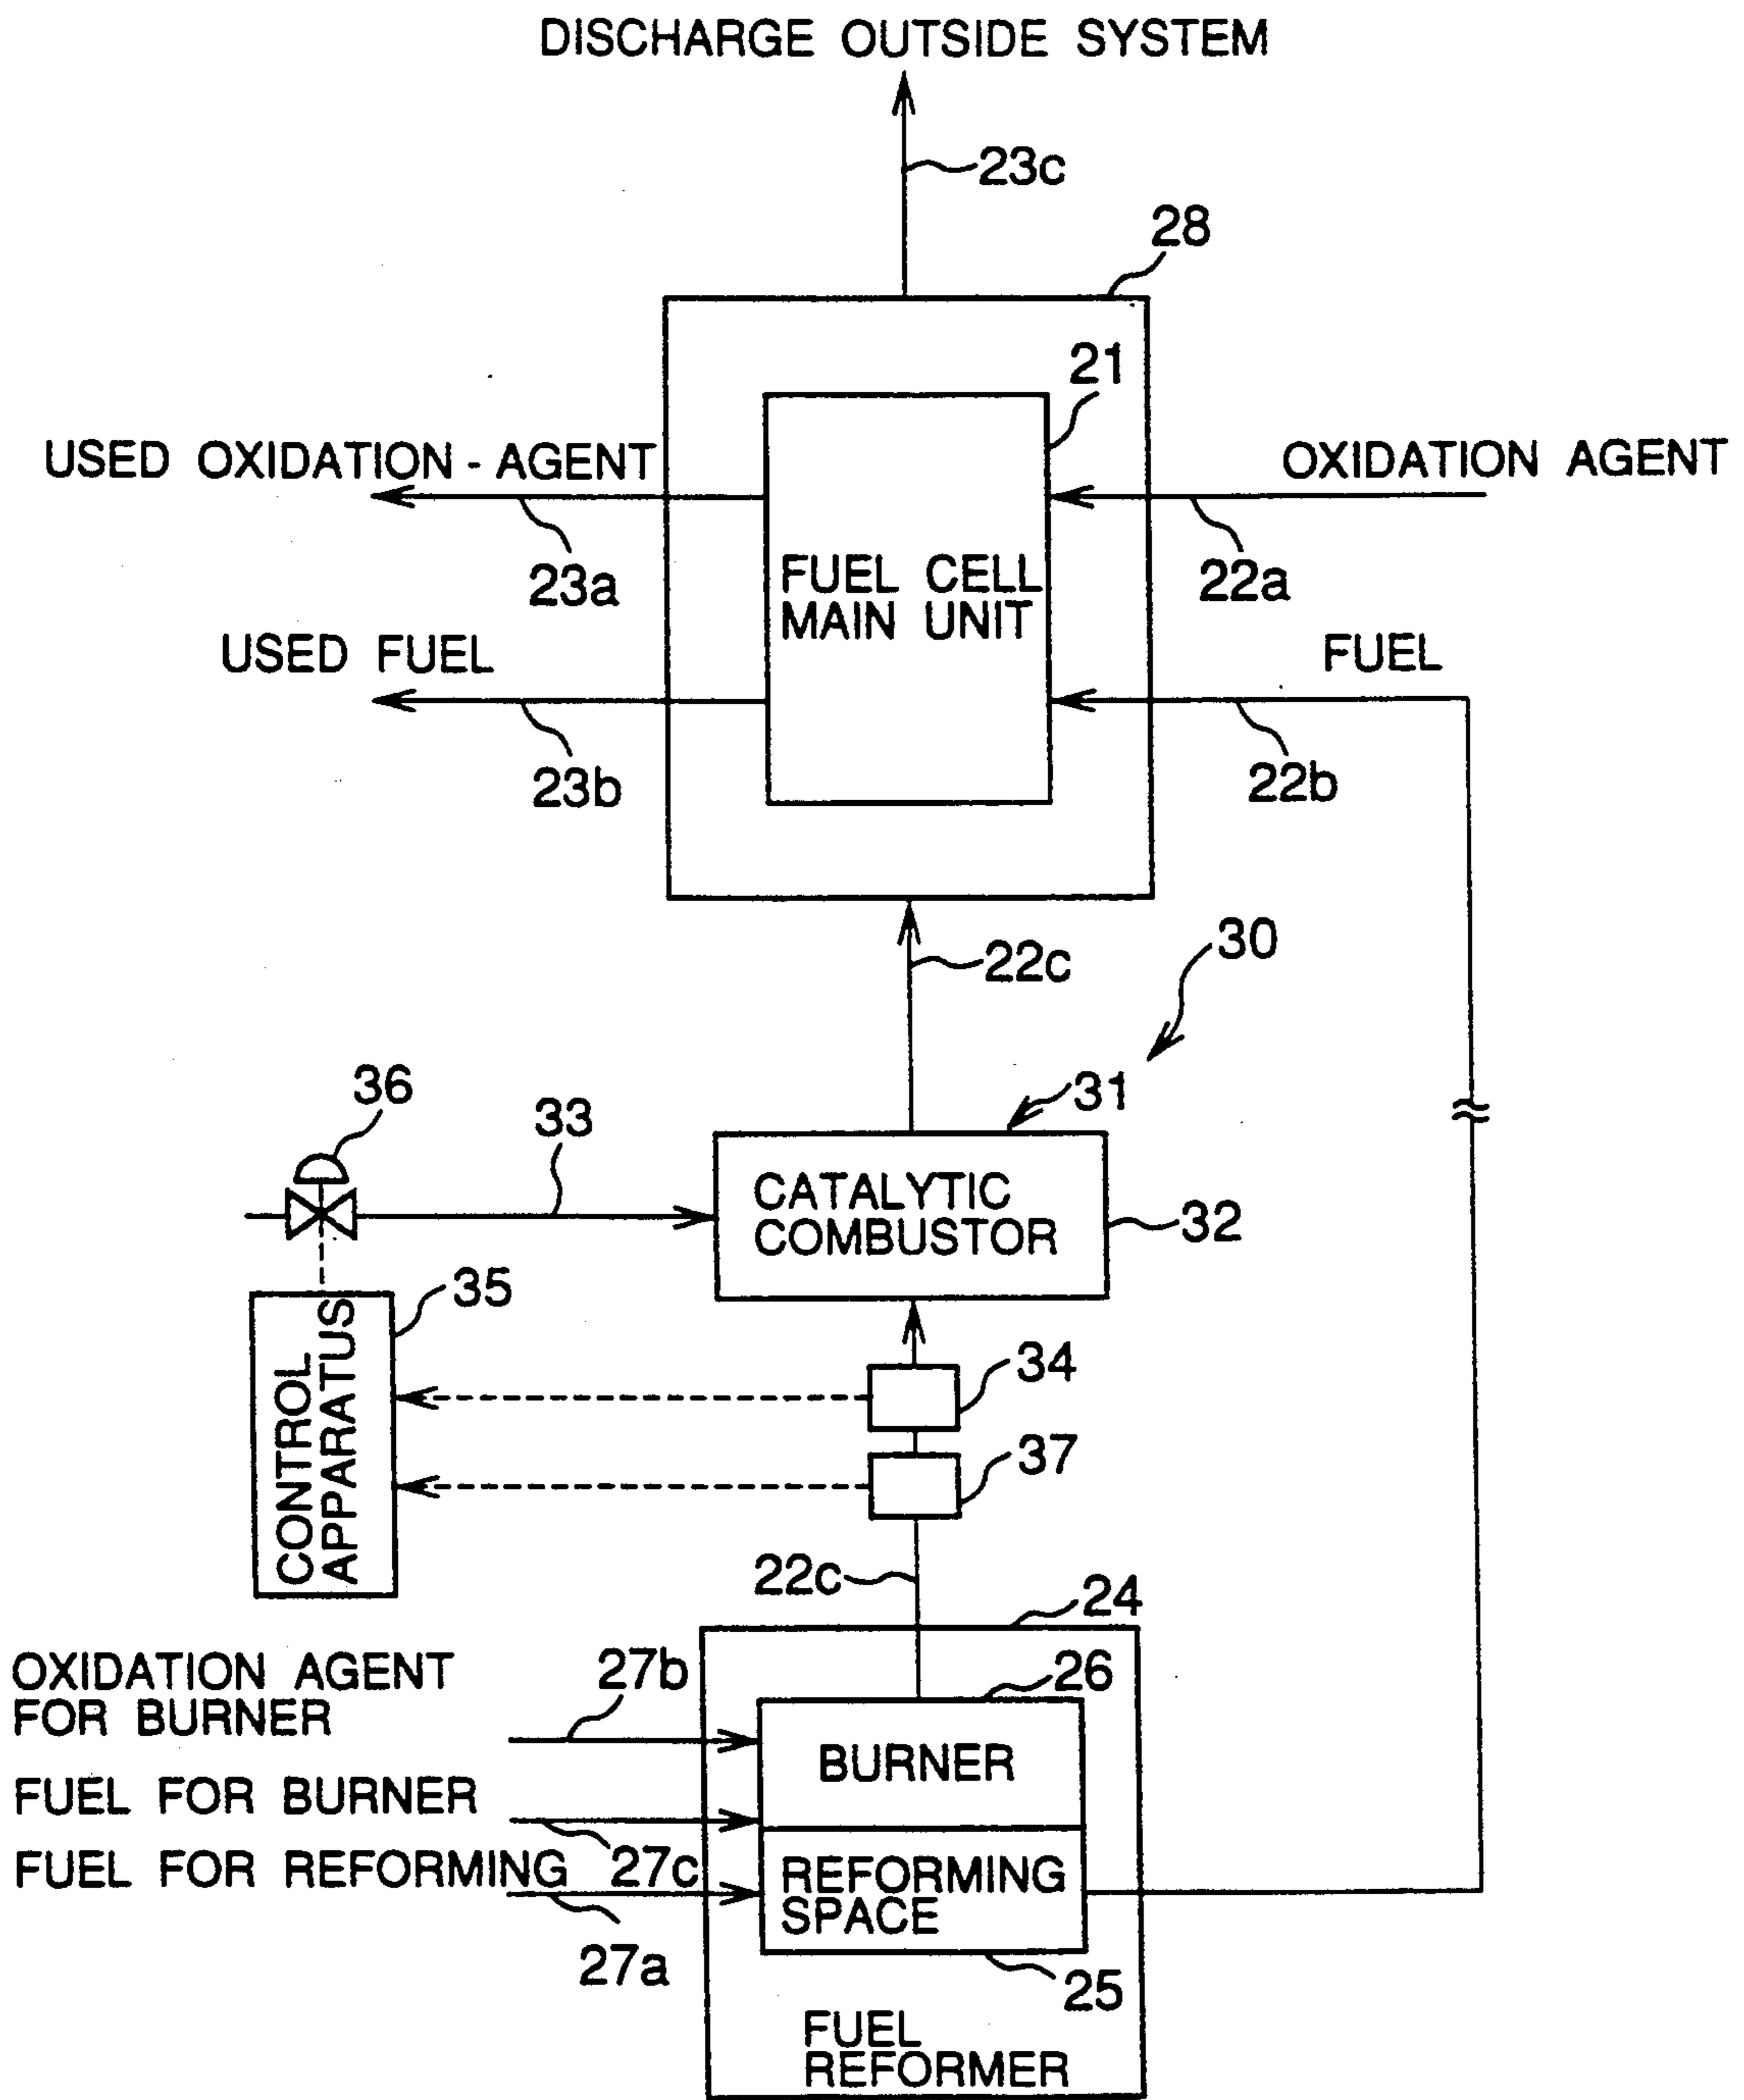 DISCHARGE OUTSIDE SYSTEM
23c
28
21
USED OXIDATION - AGENT
OXIDATION AGENT
23a
FUEL CELL
MAIN UNIT
22a
USED FUEL
FUEL
23b
22b
22c
30
36
33
31
CATALYTIC
COMBUSTOR
32
35
CONTROL
APPARATUS
34
37
22c
24
OXIDATION AGENT
FOR BURNER
27b
26
BURNER
FUEL FOR BURNER
FUEL FOR REFORMING
27c
REFORMING
SPACE
27a
25
FUEL
REFORMER